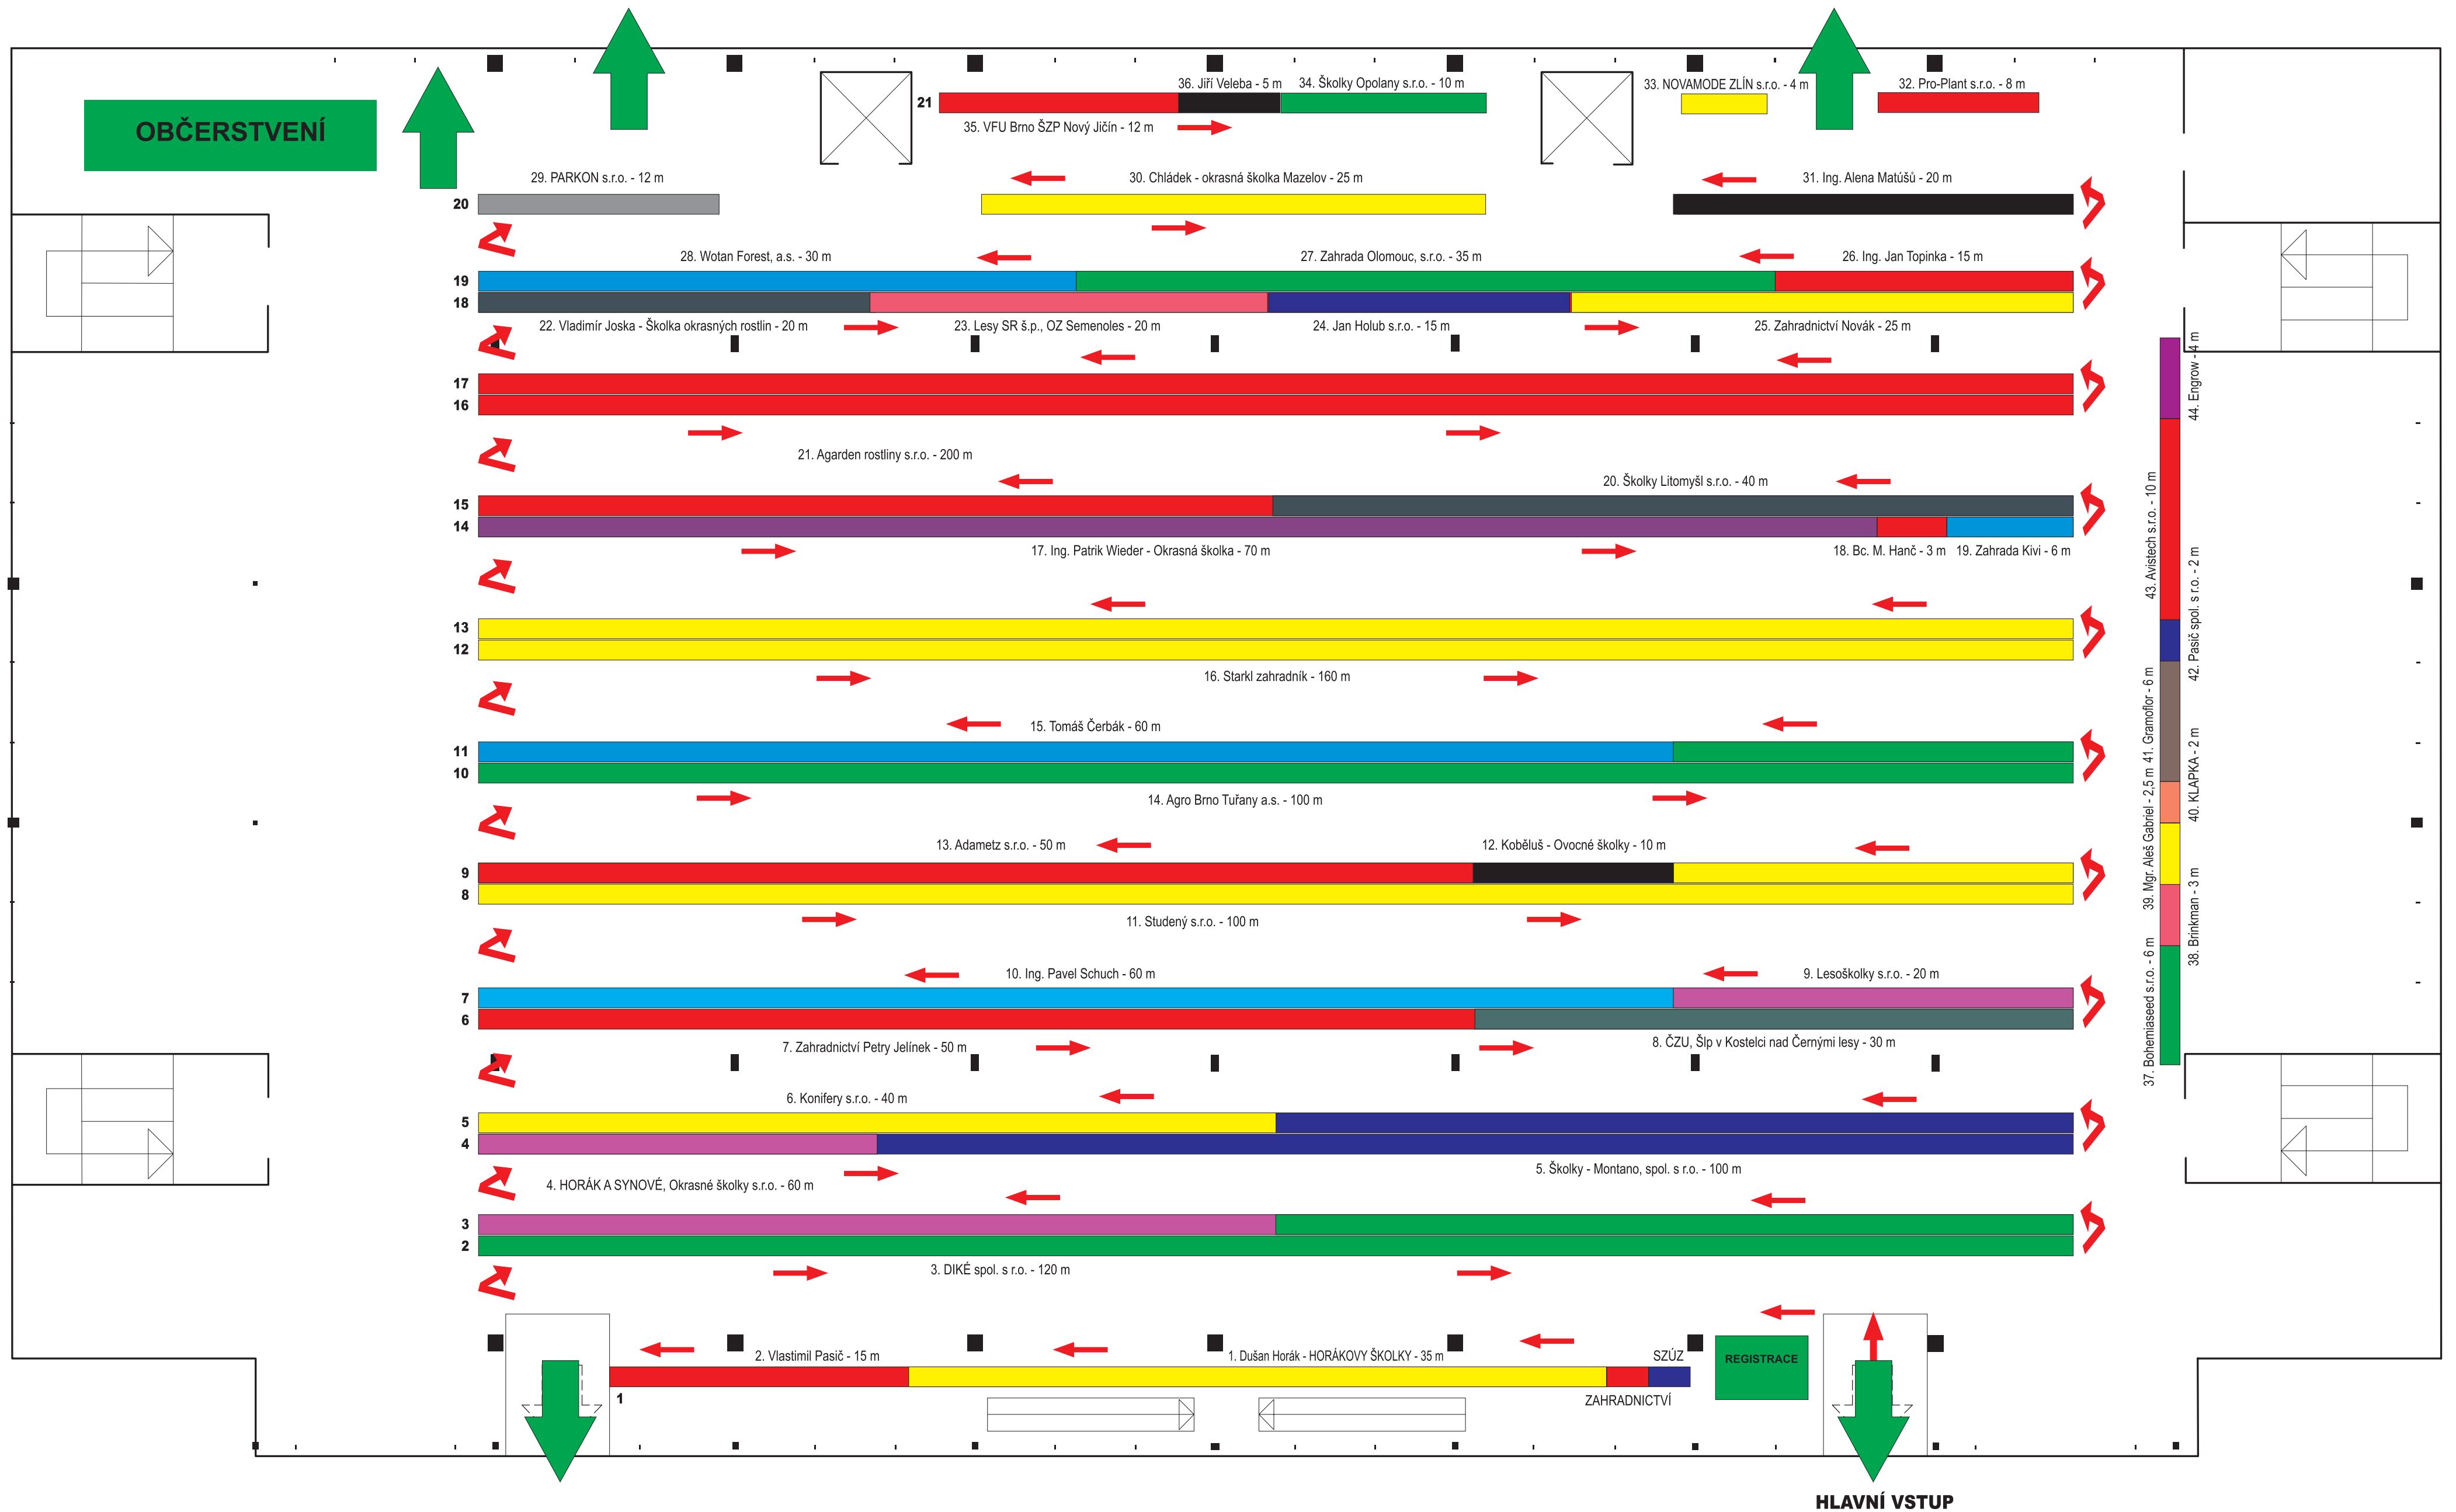 36. Jiří Veleba - 5 m
34. Školky Opolany s.r.o. - 10 m
33. NOVAMODE ZLÍN s.r.o. - 4 m
32. Pro-Plant s.r.o. - 8 m
21
OBČERSTVENÍ
35. VFU Brno ŠZP Nový Jičín - 12 m
29. PARKON s.r.o. - 12 m
30. Chládek - okrasná školka Mazelov - 25 m
31. Ing. Alena Matúšů - 20 m
20
28. Wotan Forest, a.s. - 30 m
27. Zahrada Olomouc, s.r.o. - 35 m
26. Ing. Jan Topinka - 15 m
19
18
22. Vladimír Joska - Školka okrasných rostlin - 20 m
23. Lesy SR š.p., OZ Semenoles - 20 m
24. Jan Holub s.r.o. - 15 m
25. Zahradnictví Novák - 25 m
17
16
21. Agarden rostliny s.r.o. - 200 m
20. Školky Litomyšl s.r.o. - 40 m
15
14
17. Ing. Patrik Wieder - Okrasná školka - 70 m
18. Bc. M. Hanč - 3 m
19. Zahrada Kivi - 6 m
13
12
16. Starkl zahradník - 160 m
15. Tomáš Čerbák - 60 m
11
10
14. Agro Brno Tuřany a.s. - 100 m
13. Adametz s.r.o. - 50 m
12. Koběluš - Ovocné školky - 10 m
9
8
11. Studený s.r.o. - 100 m
10. Ing. Pavel Schuch - 60 m
9. Lesoškolky s.r.o. - 20 m
7
6
7. Zahradnictví Petry Jelínek - 50 m
8. ČZU, Šlp v Kostelci nad Černými lesy - 30 m
6. Konifery s.r.o. - 40 m
5
4
5. Školky - Montano, spol. s r.o. - 100 m
4. HORÁK A SYNOVÉ, Okrasné školky s.r.o. - 60 m
3
2
3. DIKÉ spol. s r.o. - 120 m
2. Vlastimil Pasič - 15 m
1. Dušan Horák - HORÁKOVY ŠKOLKY - 35 m
SZÚZ
REGISTRACE
1
ZAHRADNICTVÍ
HLAVNÍ VSTUP
44. Engrow - 4 m
43. Avistech s.r.o. - 10 m
42. Pasič spol. s r.o. - 2 m
41. Gramoflor - 6 m
40. KLAPKA - 2 m
39. Mgr. Aleš Gabriel - 2,5 m
38. Brinkman - 3 m
37. Bohemiaseed s.r.o. - 6 m